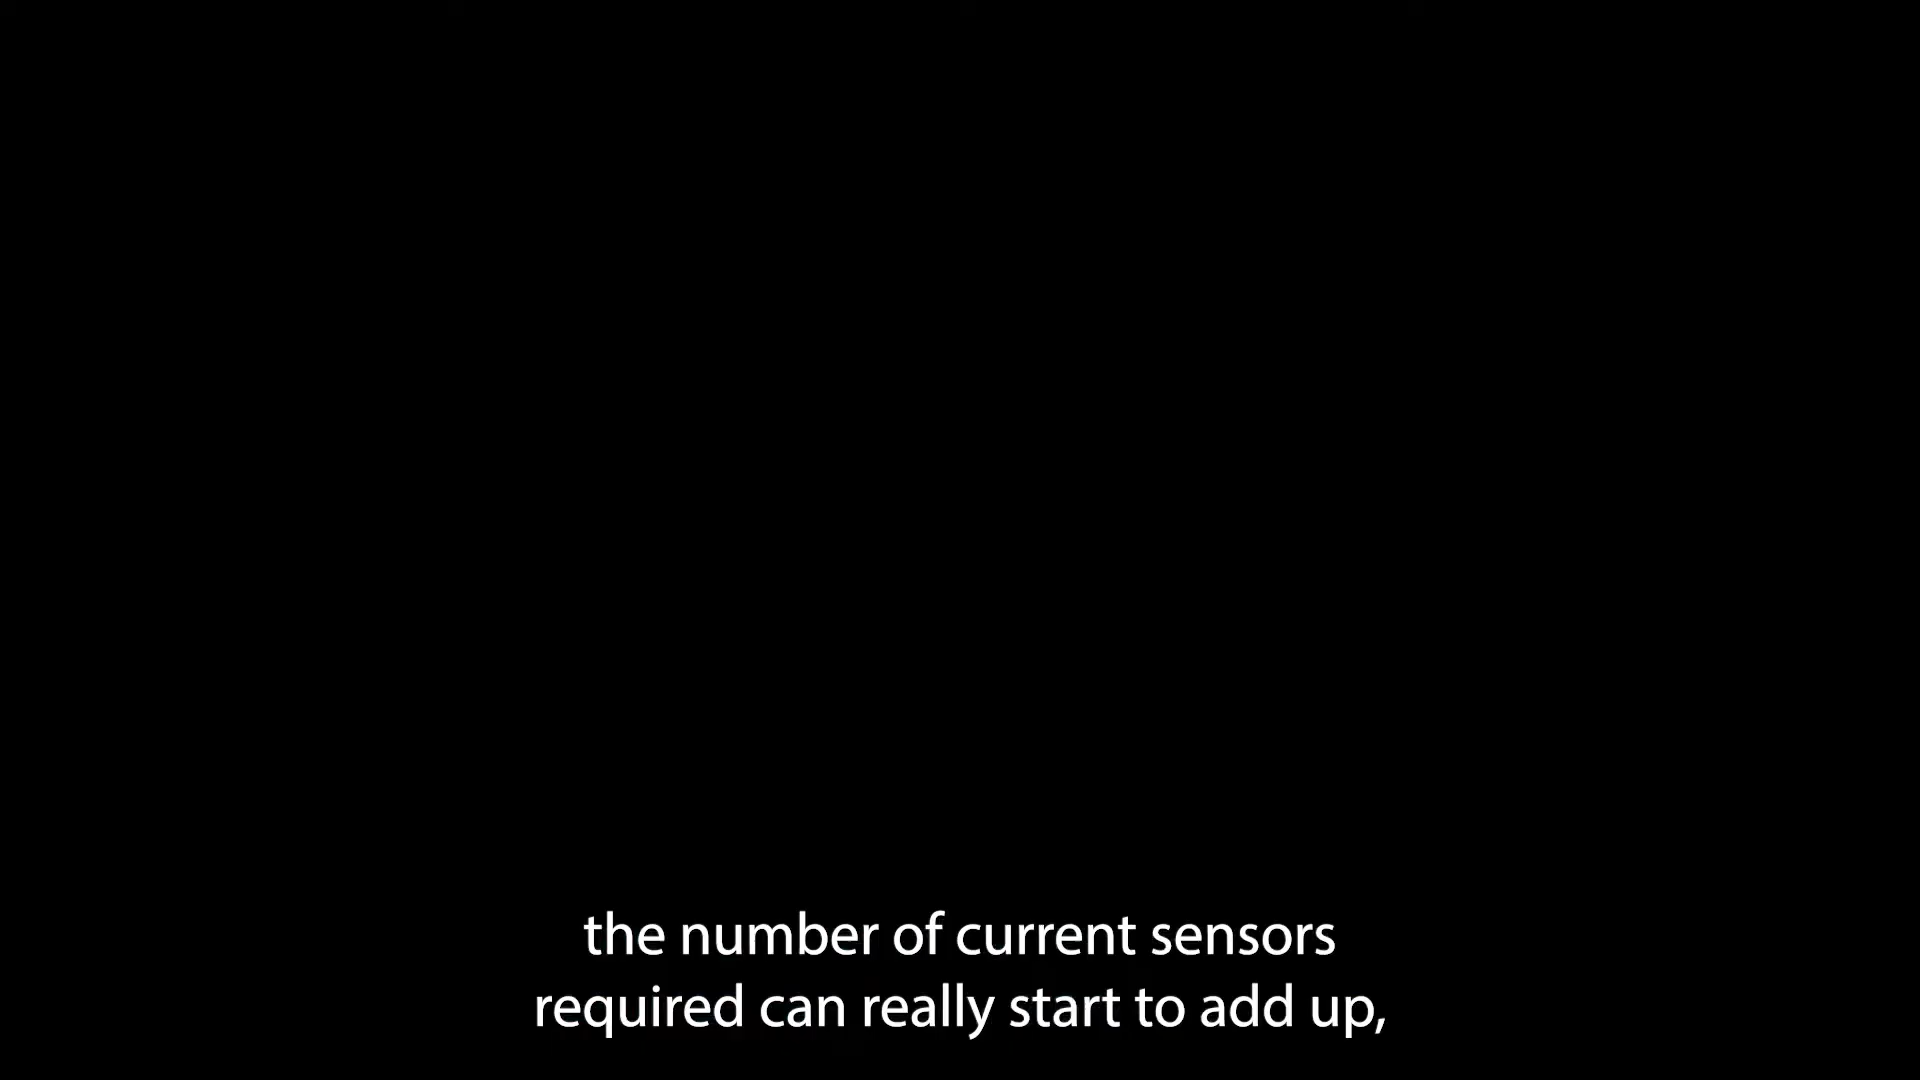 the number of current sensors
required can really start to add up,